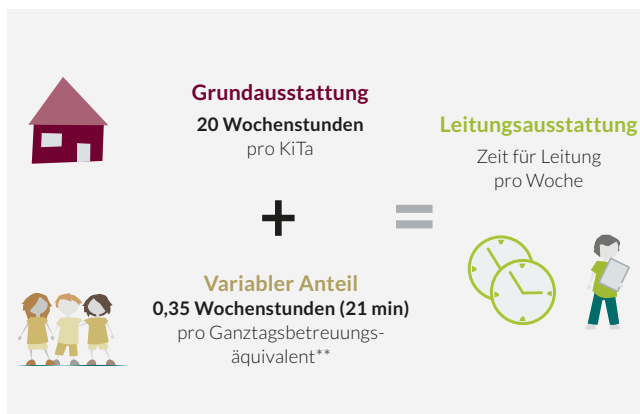 Grundausstattung
20 Wochenstunden
pro KiTa
+
Variabler Anteil
0,35 Wochenstunden (21 min)
pro Ganztagsbetreuungs-
äquivalent**
=
Leitungsausstattung
Zeit für Leitung
pro Woche